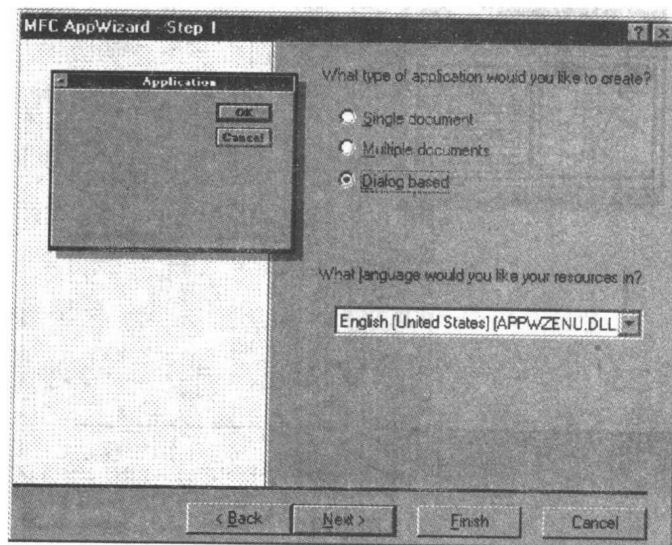 MFC AppWizard - Step 1
? X
Application
OK
Cancel
What type of application would you like to create?
Single document
Multiple documents
Dialog based
What language would you like your resources in?
English [United States] (APPWZENU.DLL
< Back
Next >
Finish
Cancel